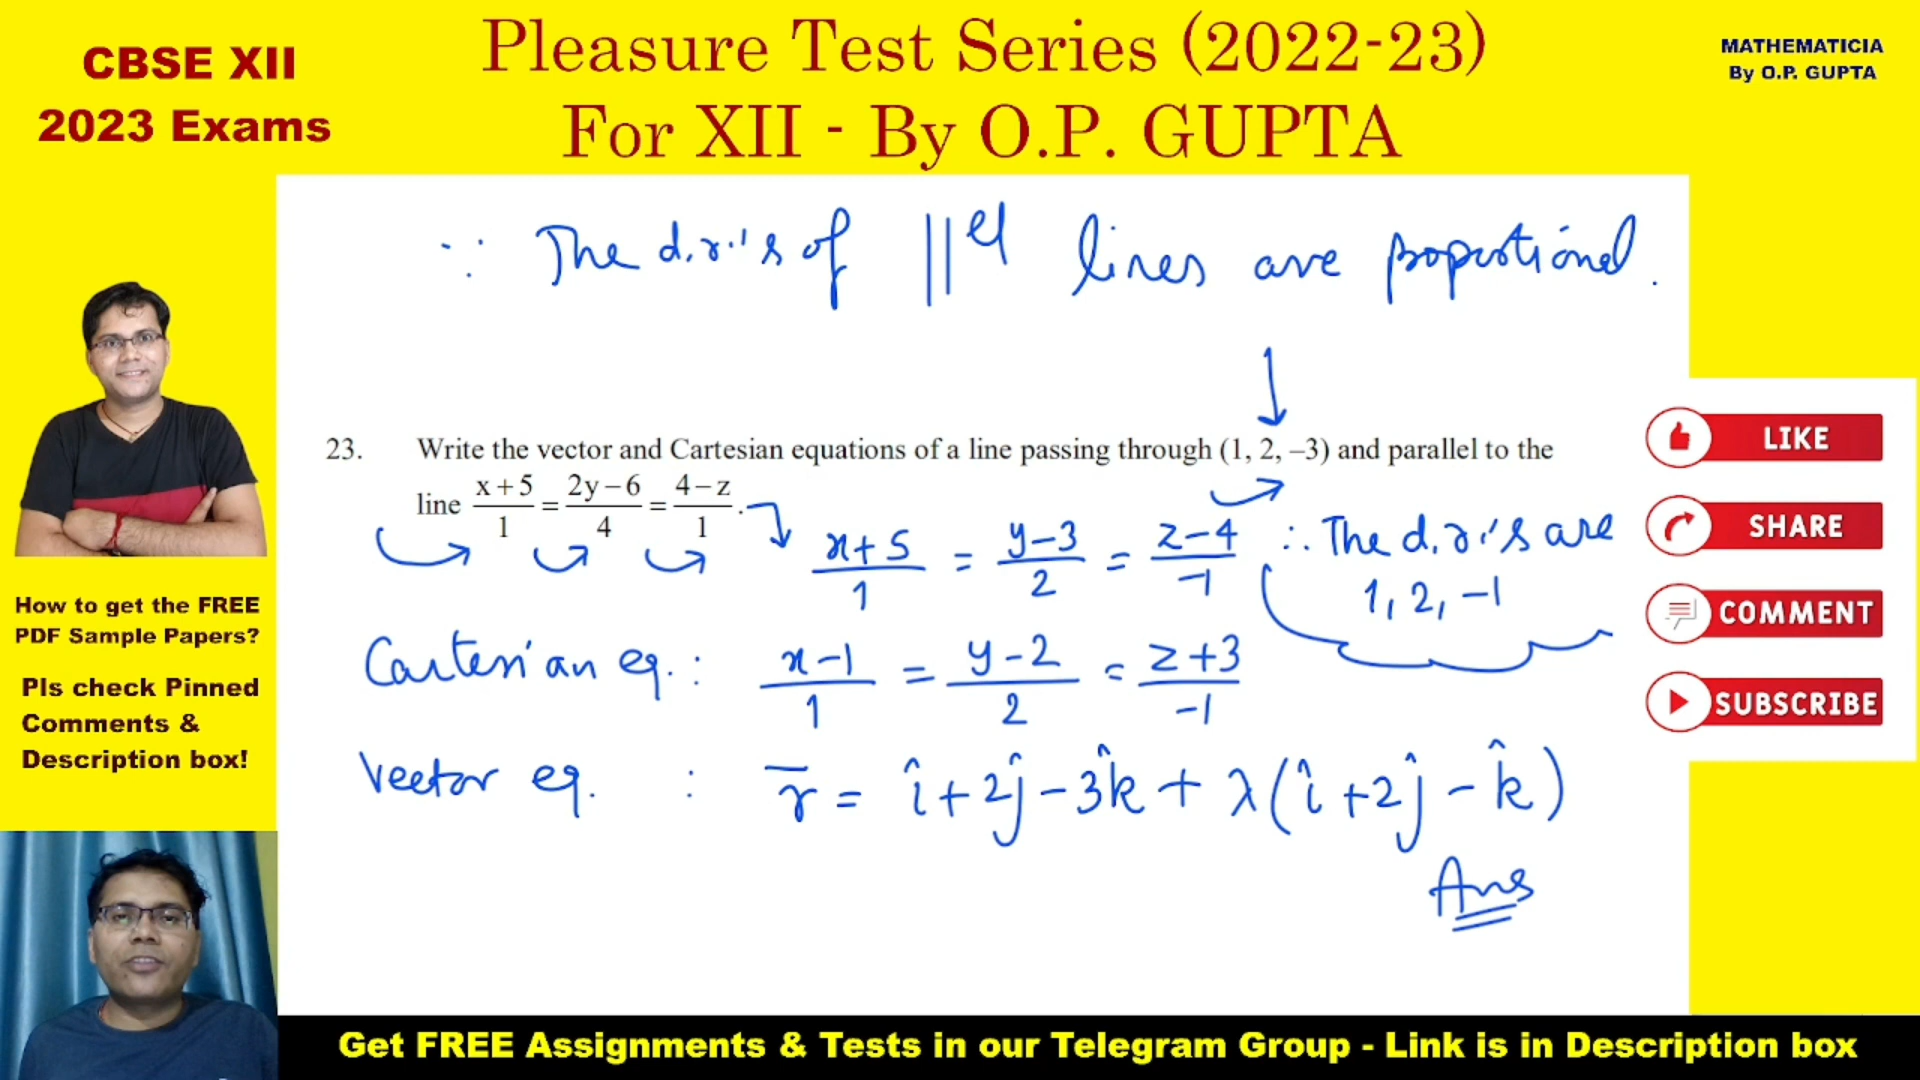 CBSE XII
2023 Exams
Pleasure Test Series (2022-23)
For XII - By O.P. GUPTA
MATHEMATICIA
By O.P. GUPTA
∵ The d.r.'s of ||el lines are proportional.
23. Write the vector and Cartesian equations of a line passing through (1, 2, –3) and parallel to the
line (x+5)/1 = (2y–6)/4 = (4–z)/1.
(x+5)/1 = (y-3)/2 = (z-4)/-1 ∴ The d.r.'s are
1, 2, -1
Cartesian eq. : (x-1)/1 = (y-2)/2 = (z+3)/-1
Vector eq. : r̄ = î+2ĵ-3k̂ + λ(î+2ĵ-k̂)
Ans
How to get the FREE
PDF Sample Papers?
Pls check Pinned
Comments &
Description box!
LIKE
SHARE
COMMENT
SUBSCRIBE
Get FREE Assignments & Tests in our Telegram Group - Link is in Description box